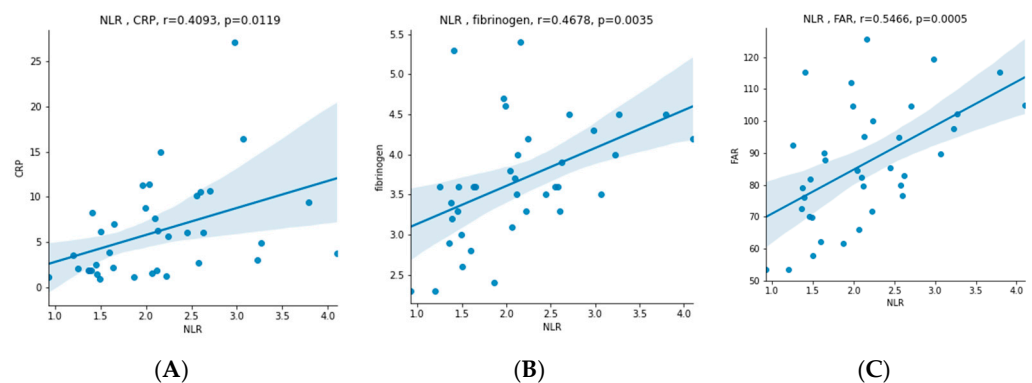 NLR , CRP, r=0.4093, p=0.0119
25
20
15
10
5
0
CRP
1.0 1.5 2.0 2.5 3.0 3.5 4.0
NLR
(A)
NLR , fibrinogen, r=0.4678, p=0.0035
5.5
5.0
4.5
4.0
3.5
3.0
2.5
fibrinogen
1.0 1.5 2.0 2.5 3.0 3.5 4.0
NLR
(B)
NLR , FAR, r=0.5466, p=0.0005
120
110
100
90
80
70
60
50
FAR
1.0 1.5 2.0 2.5 3.0 3.5 4.0
NLR
(C)